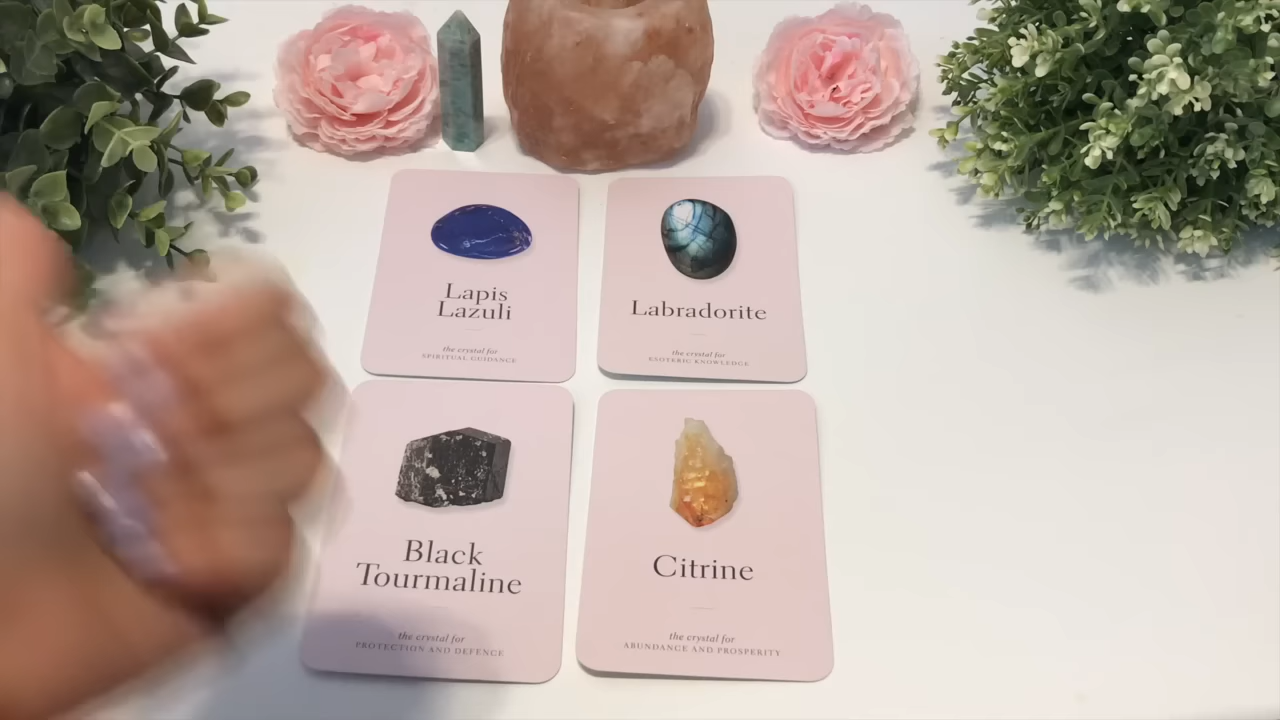 Lapis
Lazuli
the crystal for
SPIRITUAL GUIDANCE
Labradorite
the crystal for
ESOTERIC KNOWLEDGE
Black
Tourmaline
the crystal for
PROTECTION AND DEFENCE
Citrine
the crystal for
ABUNDANCE AND PROSPERITY